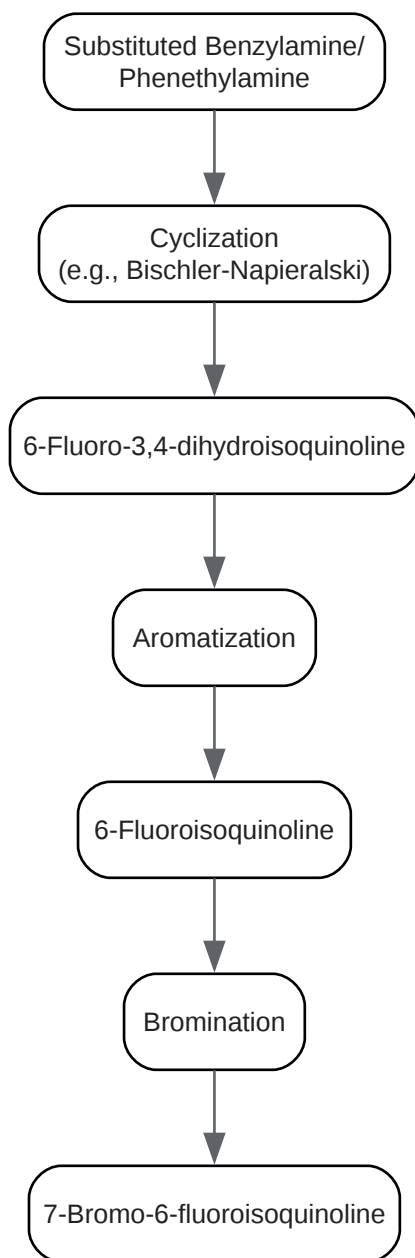 Substituted Benzylamine/
Phenethylamine
Cyclization
(e.g., Bischler-Napieralski)
6-Fluoro-3,4-dihydroisoquinoline
Aromatization
6-Fluoroisoquinoline
Bromination
7-Bromo-6-fluoroisoquinoline